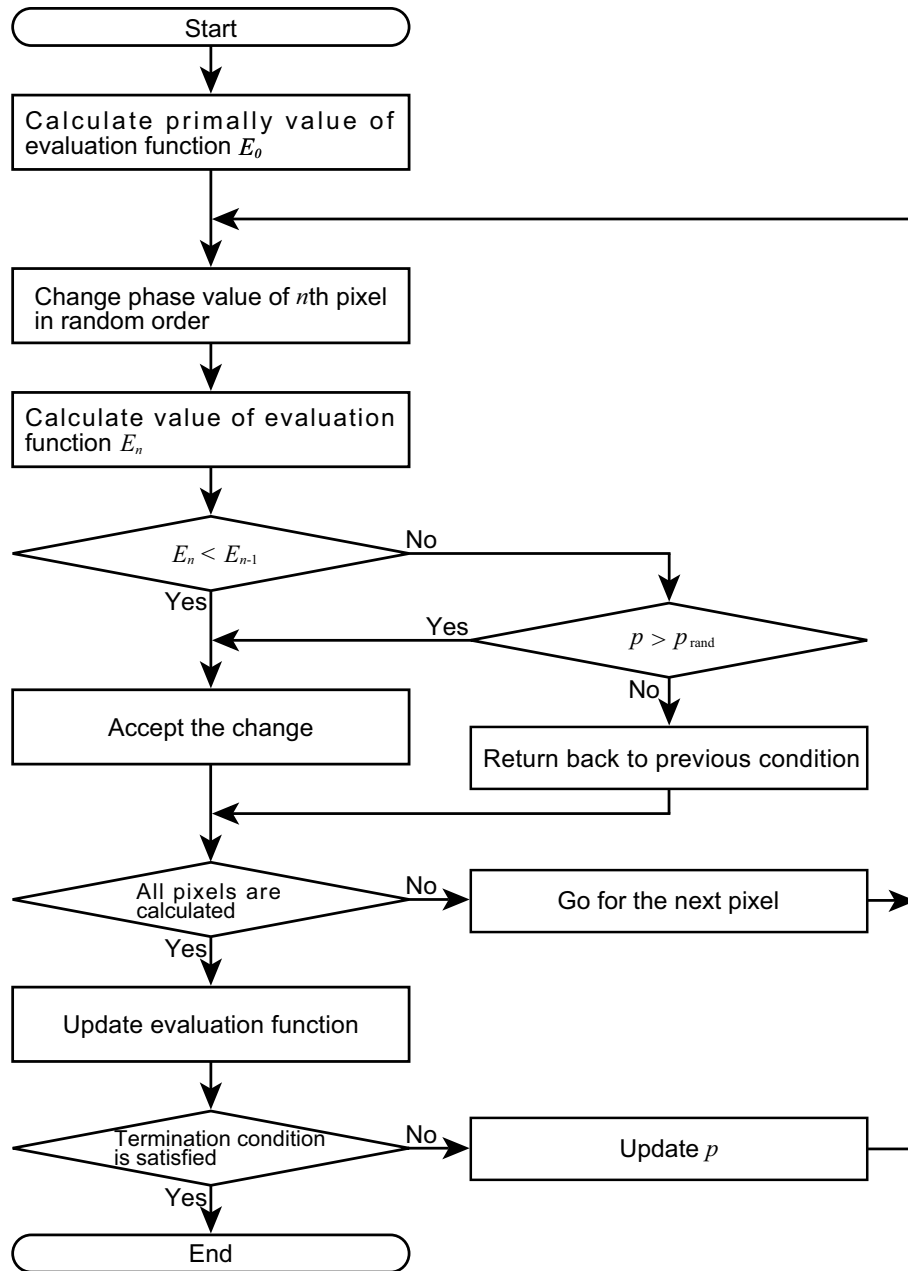 Start
Calculate primally value of
evaluation function E₀
Change phase value of nth pixel
in random order
Calculate value of evaluation
function Eₙ
Eₙ < Eₙ₋₁
No
Yes
Yes
p > p rand
No
Accept the change
Return back to previous condition
All pixels are
calculated
No
Go for the next pixel
Yes
Update evaluation function
Termination condition
is satisfied
No
Update p
Yes
End